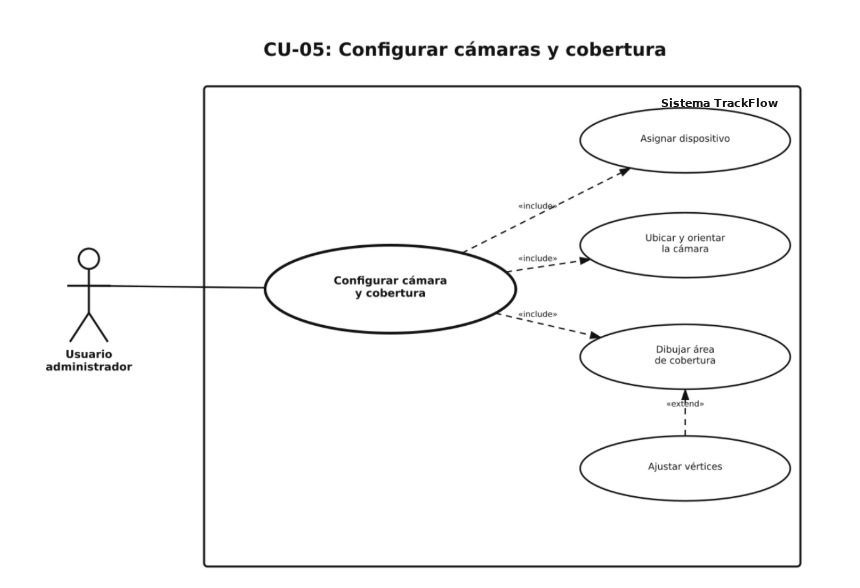 CU-05: Configurar cámaras y cobertura
Sistema TrackFlow
Asignar dispositivo
«include»
Ubicar y orientar
la cámara
«include»
Configurar cámara
y cobertura
«include»
Dibujar área
de cobertura
Usuario
administrador
«extend»
Ajustar vértices